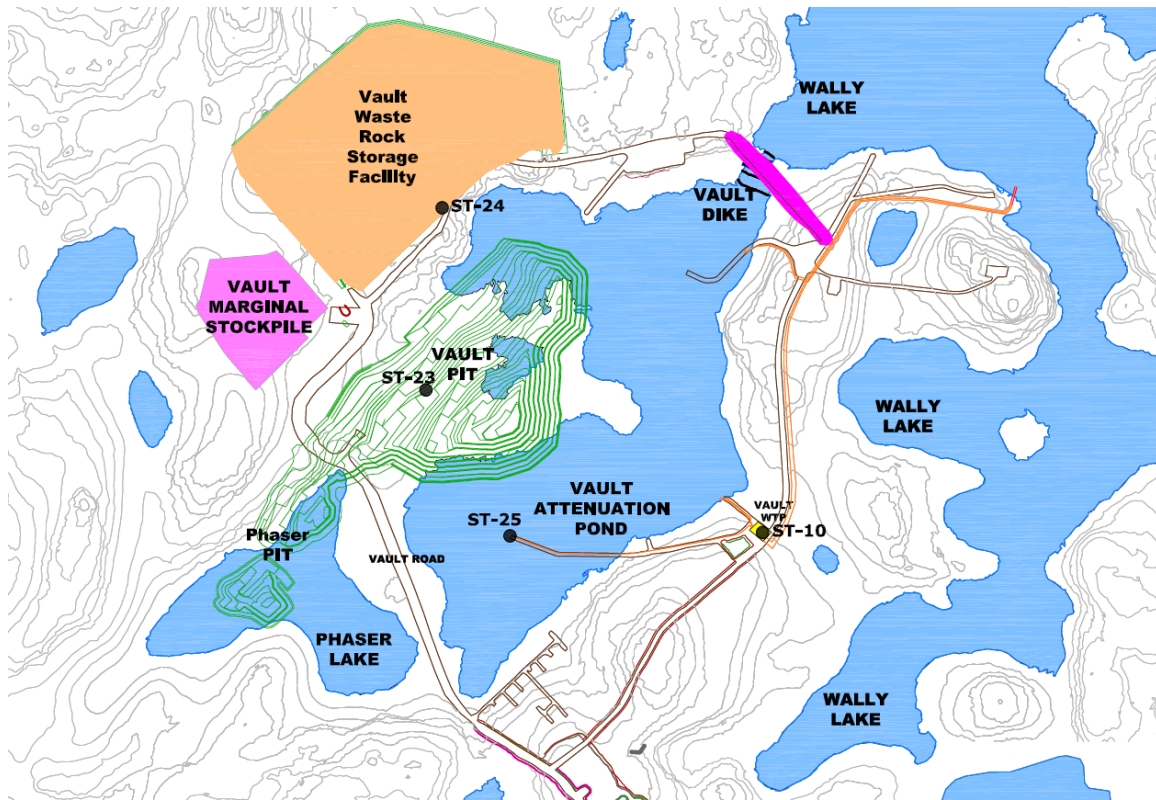 Vault
Waste
Rock
Storage
Facility
WALLY
LAKE
VAULT
DIKE
ST-24
VAULT
MARGINAL
STOCKPILE
VAULT
PIT
ST-23
WALLY
LAKE
VAULT
ATTENUATION
POND
VAULT
WTP
ST-25
ST-10
Phaser
PIT
VAULT ROAD
PHASER
LAKE
WALLY
LAKE